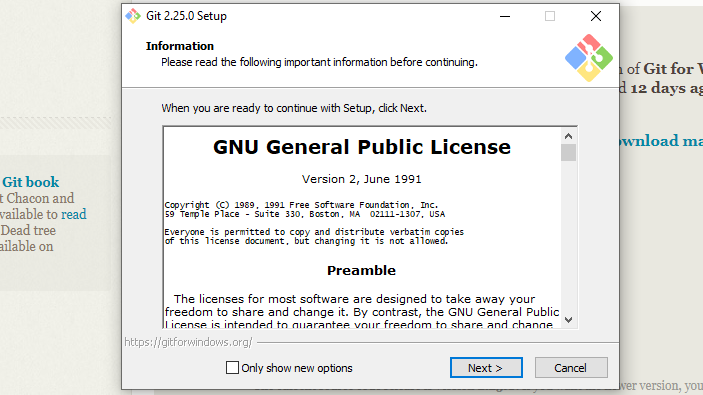 Git 2.25.0 Setup
Information
Please read the following important information before continuing.
When you are ready to continue with Setup, click Next.
GNU General Public License
Version 2, June 1991
Copyright (C) 1989, 1991 Free Software Foundation, Inc.
59 Temple Place - Suite 330, Boston, MA 02111-1307, USA
Everyone is permitted to copy and distribute verbatim copies
of this license document, but changing it is not allowed.
Preamble
The licenses for most software are designed to take away your
freedom to share and change it. By contrast, the GNU General Public
License is intended to guarantee your freedom to share and change
https://gitforwindows.org/
Only show new options
Next >
Cancel
Git book
t Chacon and
vailable to read
Dead tree
ailable on
of Git for
12 days
version, you